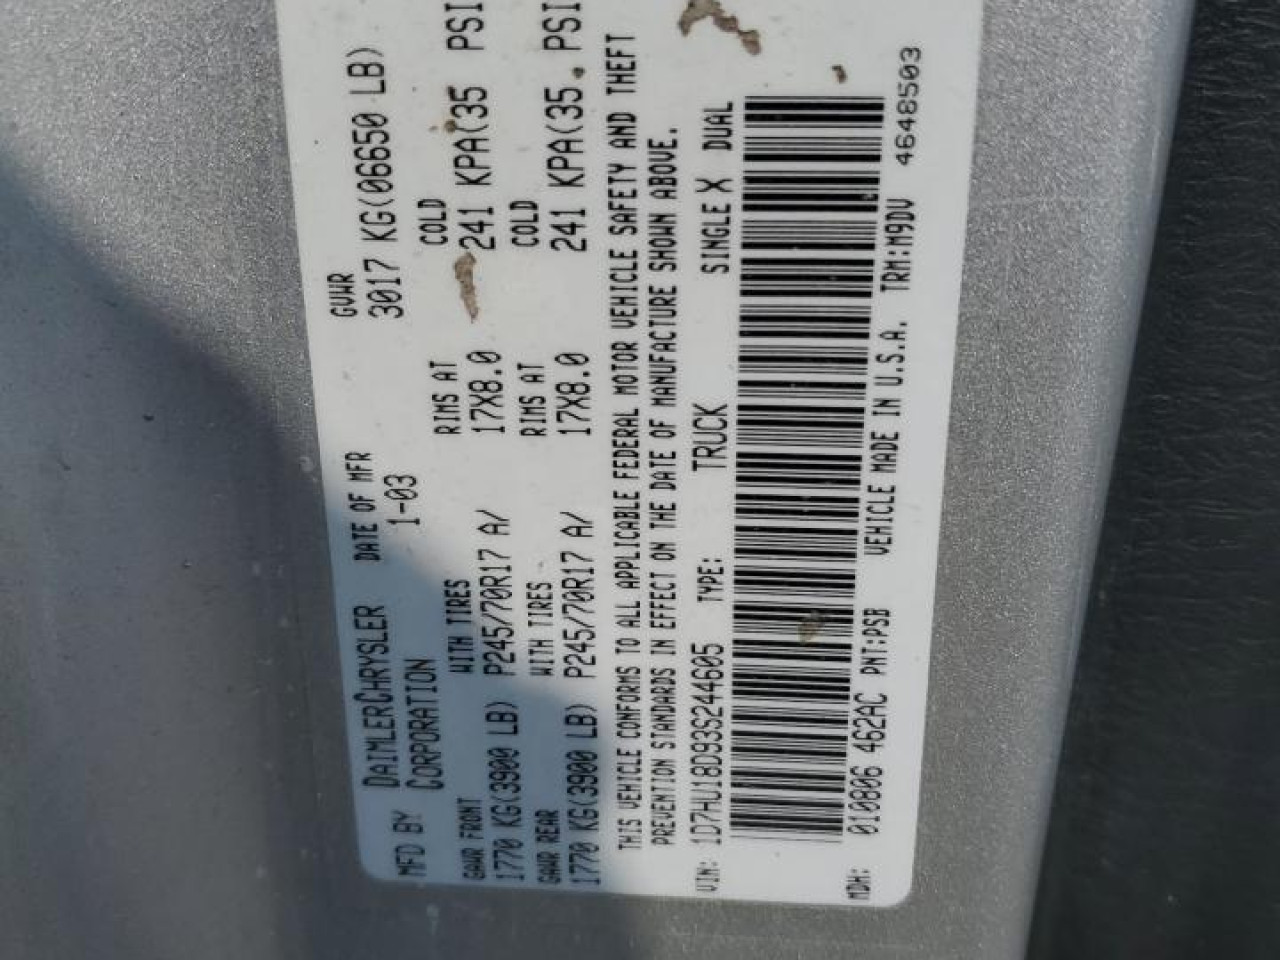 MFD BY DAIMLERCHRYSLER CORPORATION DATE OF MFR 1-03 GVWR 3017 KG(06650 LB)
GAWR FRONT WITH TIRES RIMS AT COLD
1770 KG(3900 LB) P245/70R17 A/ 17X8.0 241 KPA(35 PSI
GAWR REAR WITH TIRES RIMS AT COLD
1770 KG(3900 LB) P245/70R17 A/ 17X8.0 241 KPA(35 PSI
THIS VEHICLE CONFORMS TO ALL APPLICABLE FEDERAL MOTOR VEHICLE SAFETY AND THEFT
PREVENTION STANDARDS IN EFFECT ON THE DATE OF MANUFACTURE SHOWN ABOVE.
VIN: 1D7HU18D93S244605 TYPE: TRUCK SINGLE X DUAL
MDH: 010806 462AC PNT:PSB VEHICLE MADE IN U.S.A. TRM:M9DV 4648503